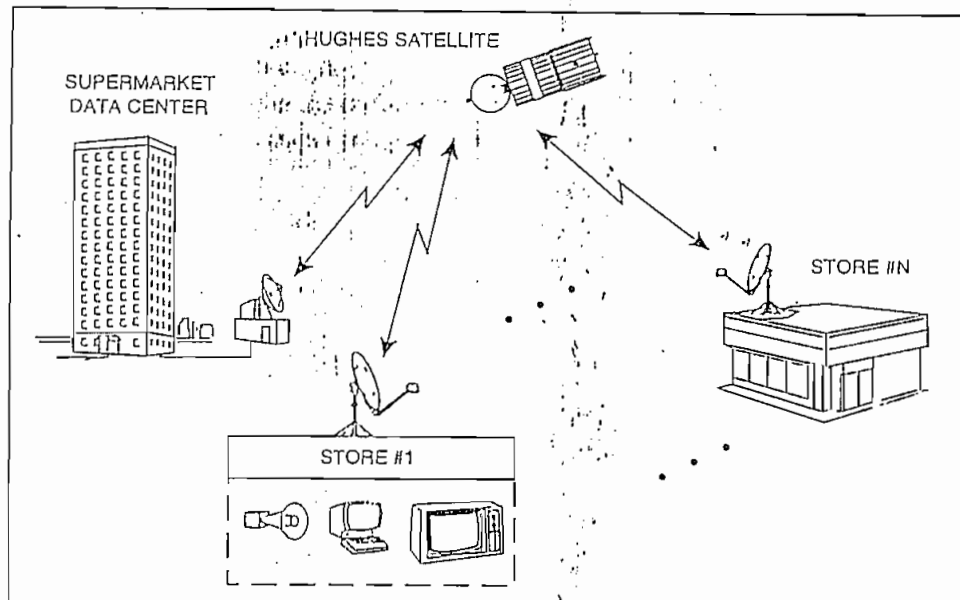 HUGHES SATELLITE
SUPERMARKET
DATA CENTER
STORE #N
STORE #1